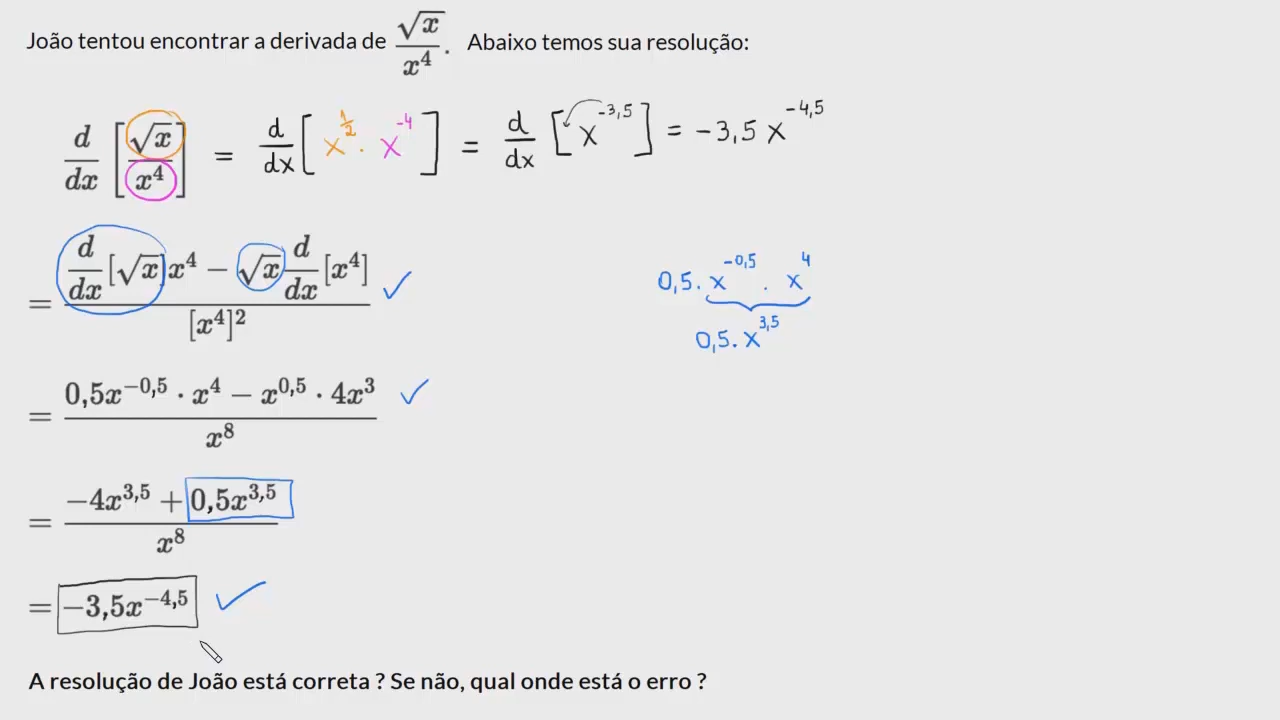 João tentou encontrar a derivada de √x/x⁴. Abaixo temos sua resolução:
d/dx [√x/x⁴] = d/dx [x^(1/2) · x^(-4)] = d/dx [x^(-3,5)] = -3,5x^(-4,5)
= (d/dx [√x] x⁴ − √x d/dx [x⁴]) / [x⁴]² ✓
0,5 · x^(-0,5) · x⁴
0,5 · x^(3,5)
= (0,5x^(-0,5) · x⁴ − x^(0,5) · 4x³) / x⁸ ✓
= (−4x^(3,5) + 0,5x^(3,5)) / x⁸
= −3,5x^(-4,5) ✓
A resolução de João está correta ? Se não, qual onde está o erro ?